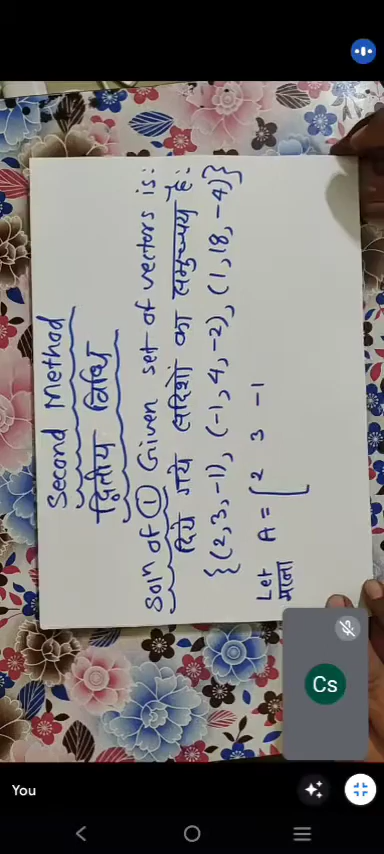 Second Method
द्वितीय विधि
Solⁿ of ① Given set of vectors is:
दिये गये सदिशों का समुच्चय है:
{(2, 3, -1), (-1, 4, -2), (1, 18, -4)}
Let A = [ 2 3 -1
माना
Cs
You